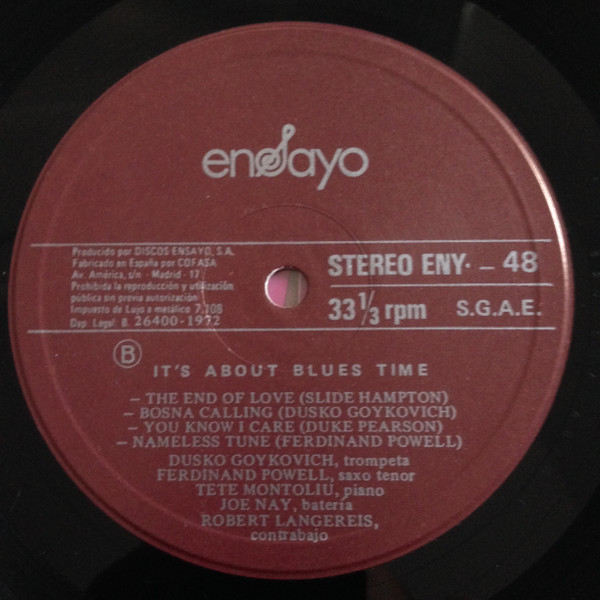 ensayo
Producido por DISCOS ENSAYO, S.A.
Fabricado en España por COFASA
Av. América, s/n - Madrid - 17
Prohibida la reproducción y utilización
pública sin previa autorización
Impuesto de Lujo a metálico 7.108
Dep. Legal B. 26400-1972
STEREO ENY. - 48
33 1/3 rpm S.G.A.E.
B
IT'S ABOUT BLUES TIME
- THE END OF LOVE (SLIDE HAMPTON)
- BOSNA CALLING (DUSKO GOYKOVICH)
- YOU KNOW I CARE (DUKE PEARSON)
- NAMELESS TUNE (FERDINAND POWELL)
DUSKO GOYKOVICH, trompeta
FERDINAND POWELL, saxo tenor
TETE MONTOLIU, piano
JOE NAY, batería
ROBERT LANGEREIS,
contrabajo